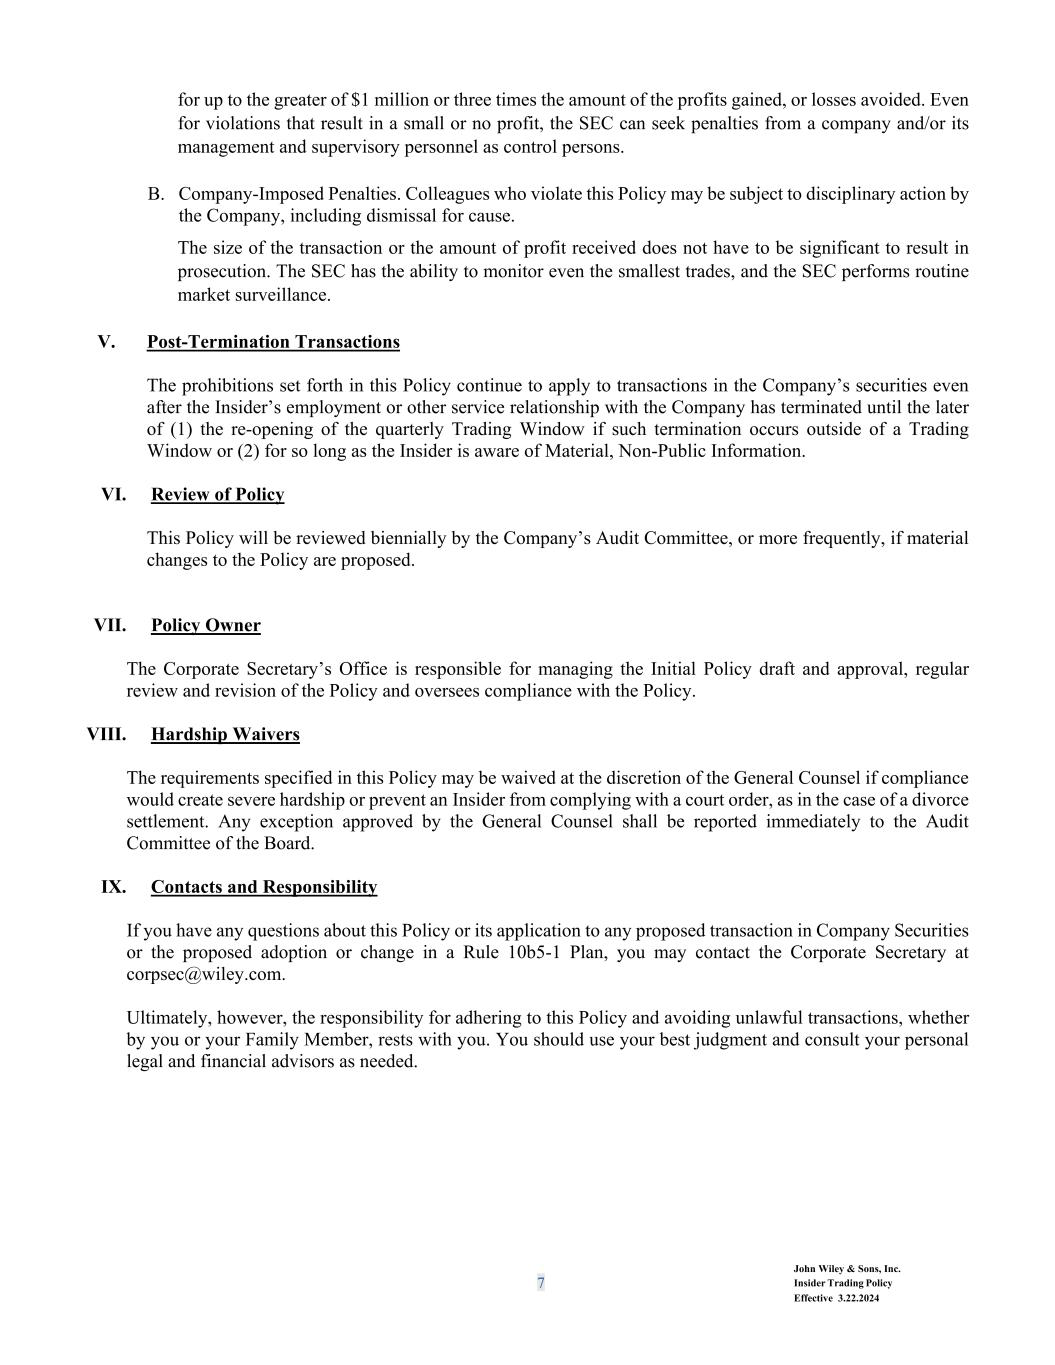 for up to the greater of $1 million or three times the amount of the profits gained, or losses avoided. Even
for violations that result in a small or no profit, the SEC can seek penalties from a company and/or its
management and supervisory personnel as control persons.
B. Company-Imposed Penalties. Colleagues who violate this Policy may be subject to disciplinary action by
the Company, including dismissal for cause.
The size of the transaction or the amount of profit received does not have to be significant to result in
prosecution. The SEC has the ability to monitor even the smallest trades, and the SEC performs routine
market surveillance.
V. Post-Termination Transactions
The prohibitions set forth in this Policy continue to apply to transactions in the Company’s securities even
after the Insider’s employment or other service relationship with the Company has terminated until the later
of (1) the re-opening of the quarterly Trading Window if such termination occurs outside of a Trading
Window or (2) for so long as the Insider is aware of Material, Non-Public Information.
VI. Review of Policy
This Policy will be reviewed biennially by the Company’s Audit Committee, or more frequently, if material
changes to the Policy are proposed.
VII. Policy Owner
The Corporate Secretary’s Office is responsible for managing the Initial Policy draft and approval, regular
review and revision of the Policy and oversees compliance with the Policy.
VIII. Hardship Waivers
The requirements specified in this Policy may be waived at the discretion of the General Counsel if compliance
would create severe hardship or prevent an Insider from complying with a court order, as in the case of a divorce
settlement. Any exception approved by the General Counsel shall be reported immediately to the Audit
Committee of the Board.
IX. Contacts and Responsibility
If you have any questions about this Policy or its application to any proposed transaction in Company Securities
or the proposed adoption or change in a Rule 10b5-1 Plan, you may contact the Corporate Secretary at
corpsec@wiley.com.
Ultimately, however, the responsibility for adhering to this Policy and avoiding unlawful transactions, whether
by you or your Family Member, rests with you. You should use your best judgment and consult your personal
legal and financial advisors as needed.
7
John Wiley & Sons, Inc.
Insider Trading Policy
Effective 3.22.2024